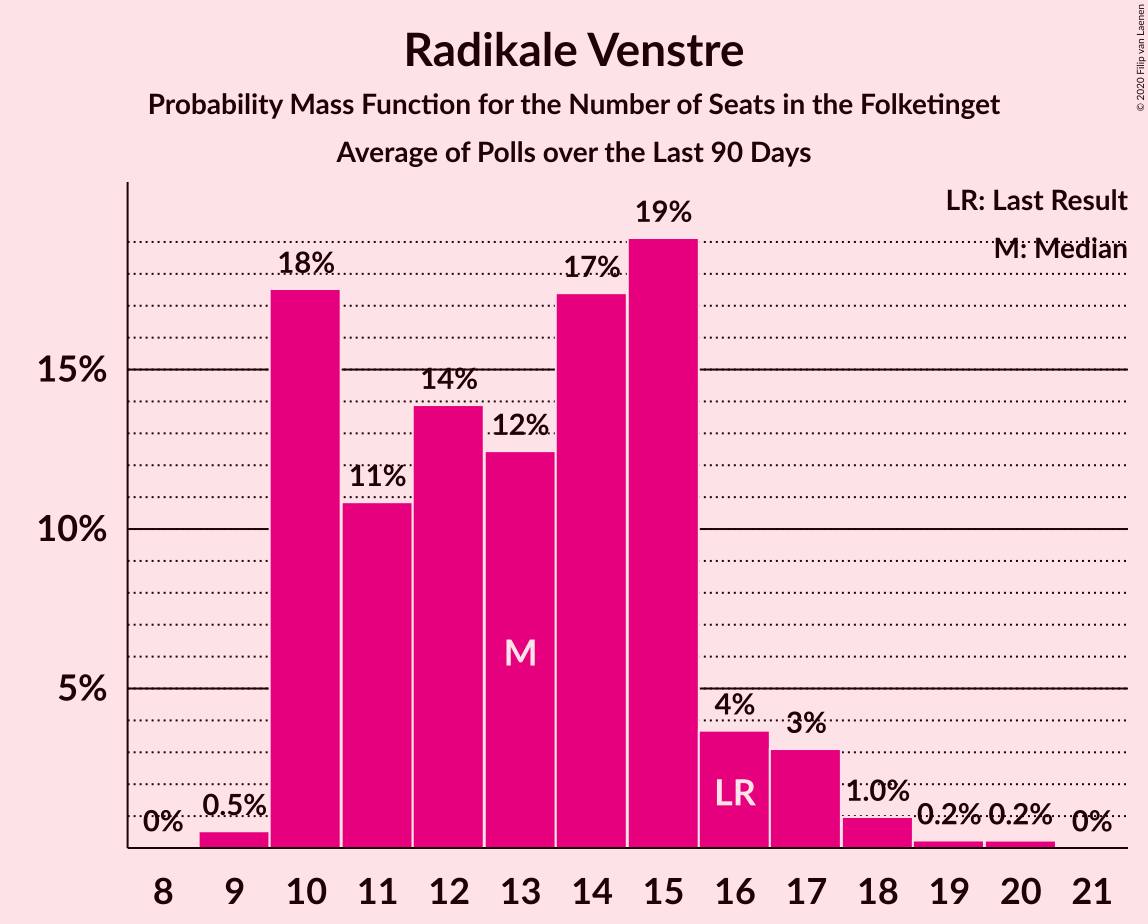 Radikale Venstre
Probability Mass Function for the Number of Seats in the Folketinget
Average of Polls over the Last 90 Days
© 2020 Filip van Laenen
LR: Last Result
M: Median
15%
10%
5%
0%
0.5%
18%
11%
14%
12%
17%
19%
4%
3%
1.0%
0.2%
0.2%
0%
M
LR
8 9 10 11 12 13 14 15 16 17 18 19 20 21